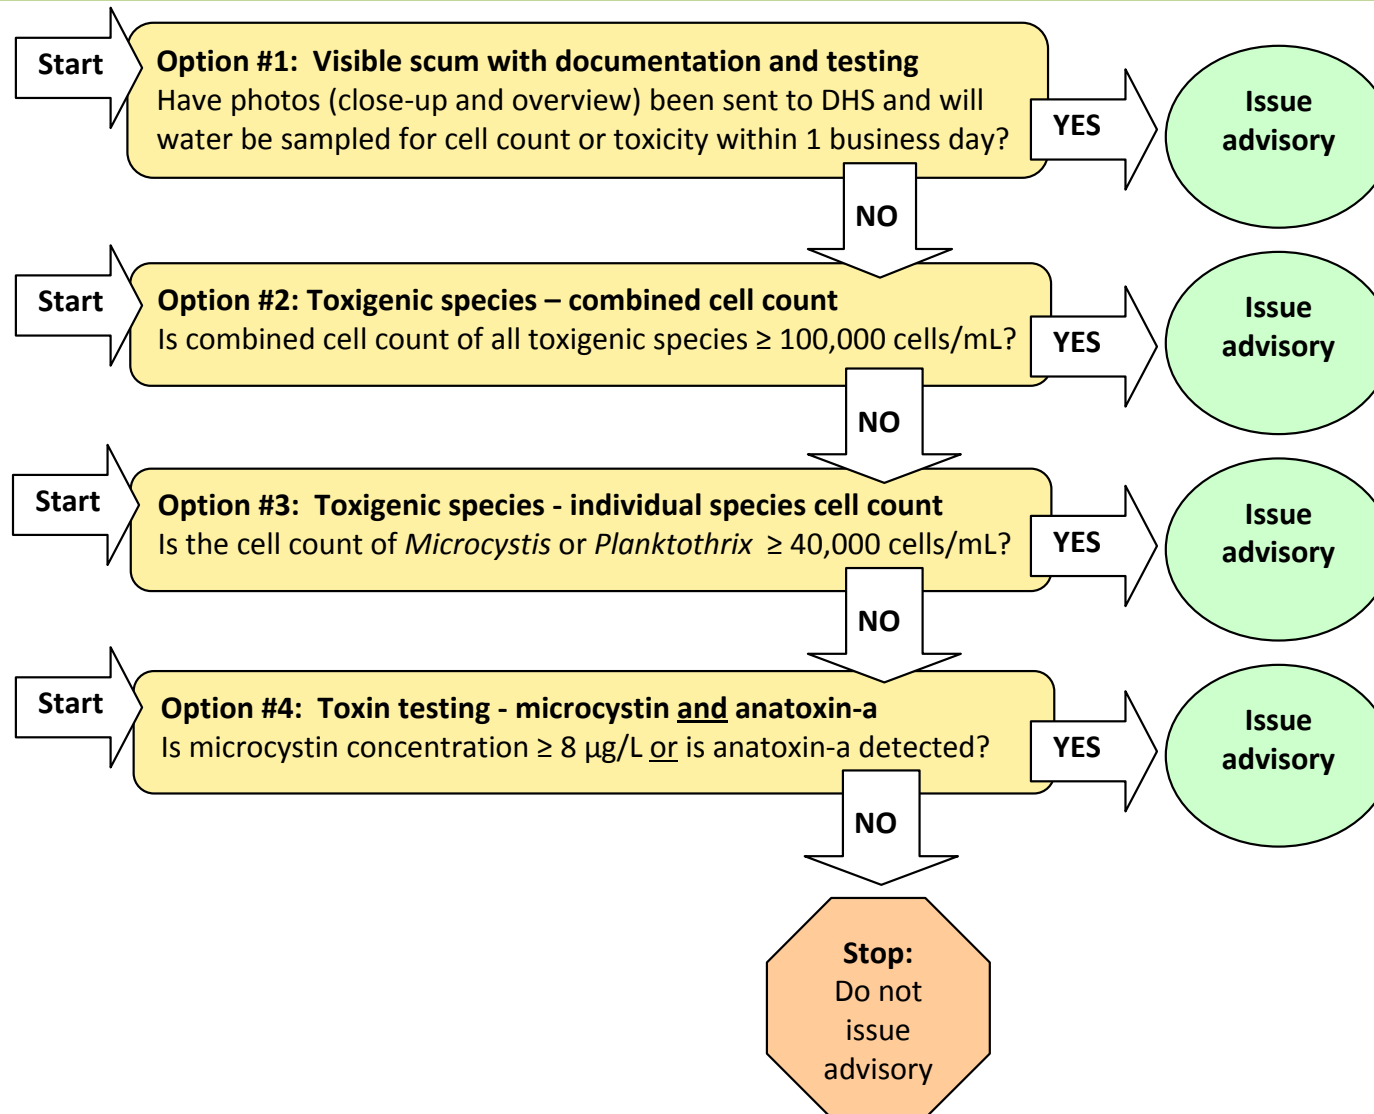 Start
Option #1:  Visible scum with documentation and testing
Have photos (close-up and overview) been sent to DHS and will
water be sampled for cell count or toxicity within 1 business day?
YES
Issue
advisory
NO
Start
Option #2: Toxigenic species – combined cell count
Is combined cell count of all toxigenic species ≥ 100,000 cells/mL?
YES
Issue
advisory
NO
Start
Option #3:  Toxigenic species - individual species cell count
Is the cell count of Microcystis or Planktothrix  ≥ 40,000 cells/mL?
YES
Issue
advisory
NO
Start
Option #4:  Toxin testing - microcystin and anatoxin-a
Is microcystin concentration ≥ 8 µg/L or is anatoxin-a detected?
YES
Issue
advisory
NO
Stop:
Do not
issue
advisory